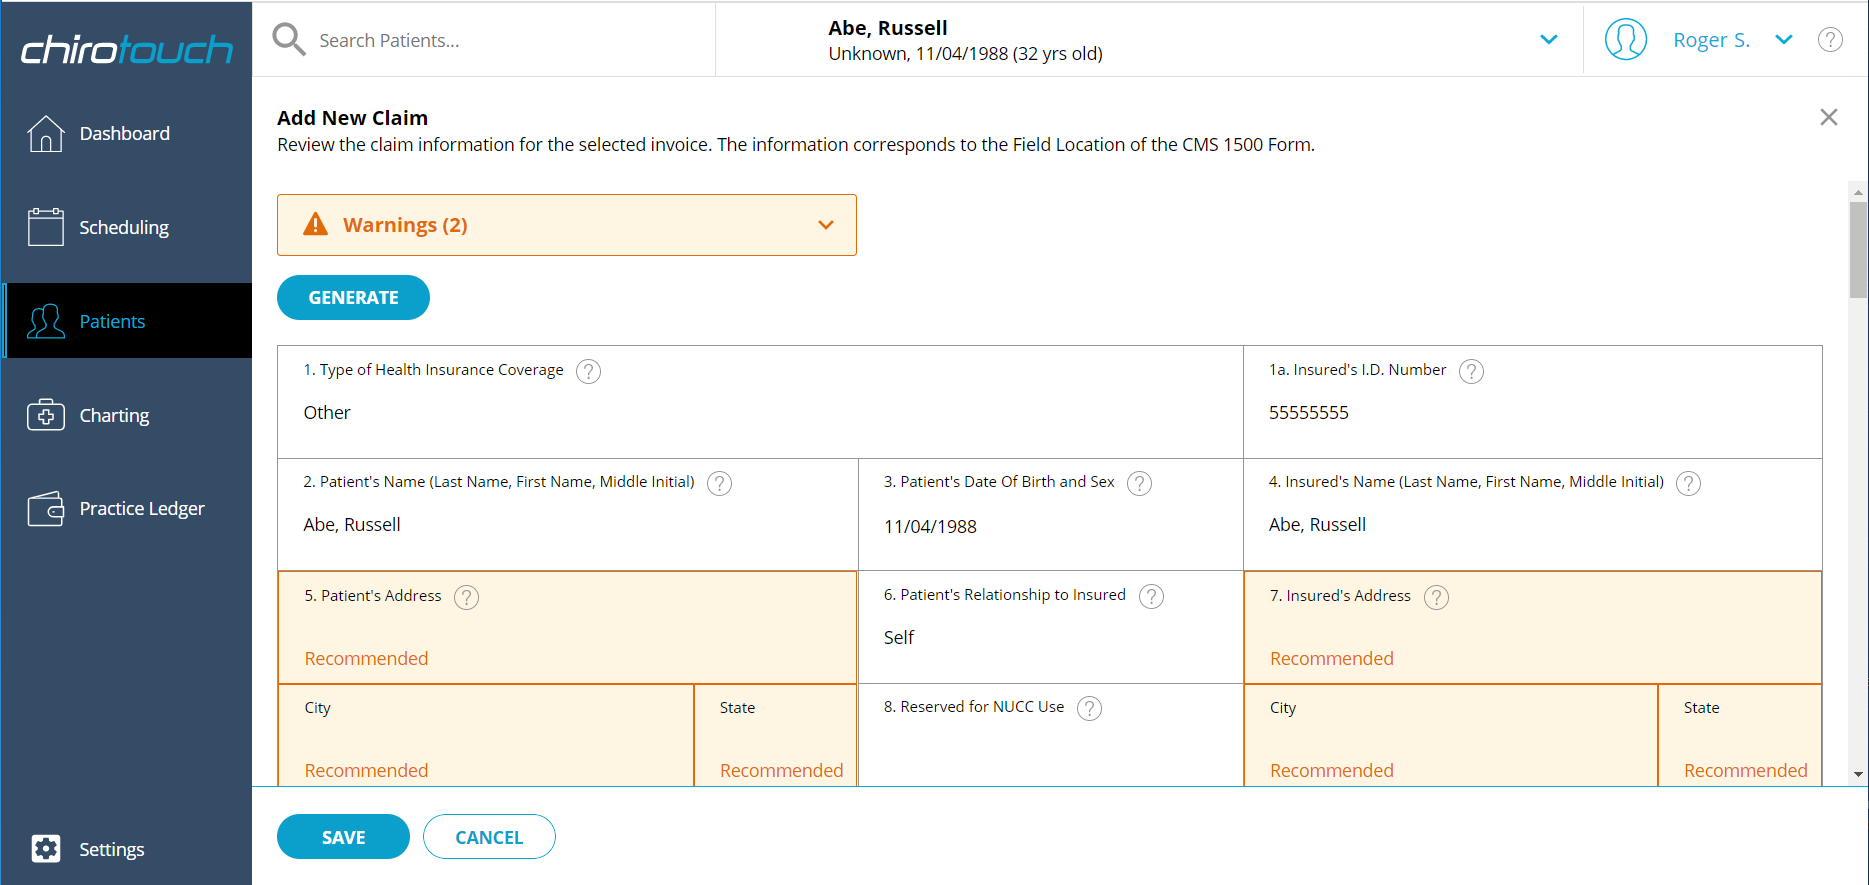 chirotouch
Search Patients...
Abe, Russell
Unknown, 11/04/1988 (32 yrs old)
Roger S.
?
Dashboard
Scheduling
Patients
Charting
Practice Ledger
Settings
Add New Claim
Review the claim information for the selected invoice. The information corresponds to the Field Location of the CMS 1500 Form.
Warnings (2)
GENERATE
1. Type of Health Insurance Coverage ?
Other
1a. Insured's I.D. Number ?
55555555
2. Patient's Name (Last Name, First Name, Middle Initial) ?
Abe, Russell
3. Patient's Date Of Birth and Sex ?
11/04/1988
4. Insured's Name (Last Name, First Name, Middle Initial) ?
Abe, Russell
5. Patient's Address ?
Recommended
6. Patient's Relationship to Insured ?
Self
7. Insured's Address ?
Recommended
City
Recommended
State
Recommended
8. Reserved for NUCC Use ?
City
Recommended
State
Recommended
SAVE
CANCEL